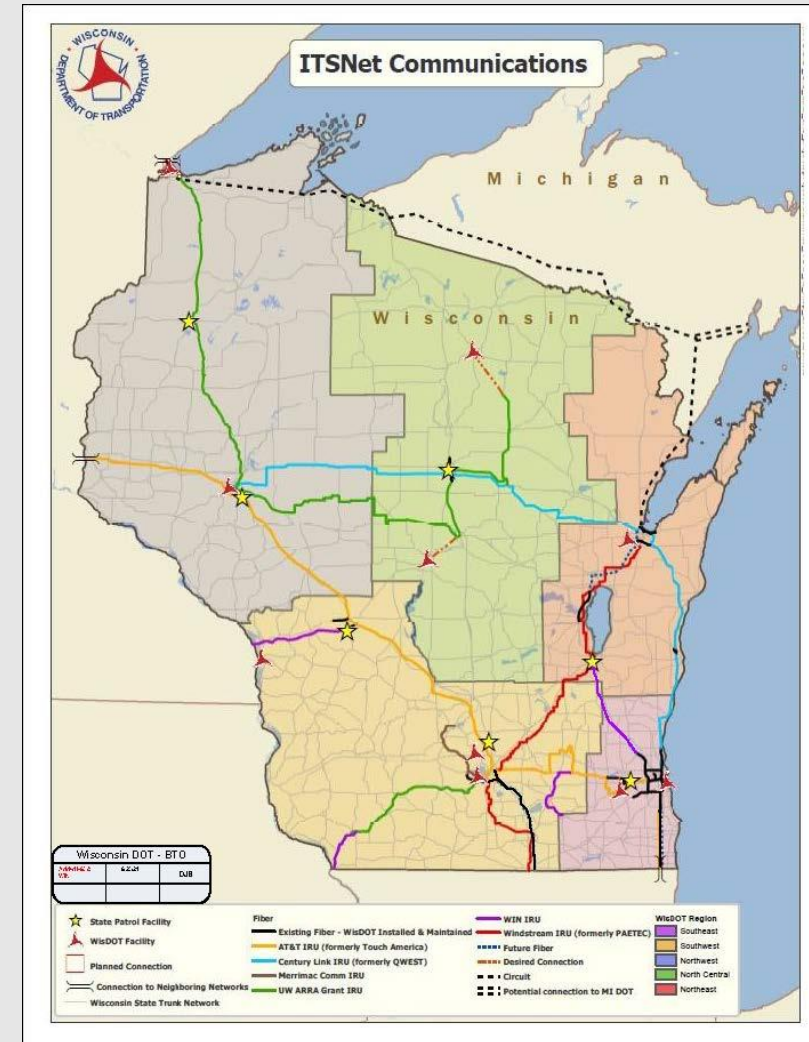 WISCONSIN
DEPARTMENT OF TRANSPORTATION
ITSNet Communications
Michigan
Wisconsin
Wisconsin DOT - BTO
DJB
State Patrol Facility
WisDOT Facility
Planned Connection
Connection to Neighboring Networks
Wisconsin State Trunk Network
Fiber
Existing Fiber - WisDOT Installed & Maintained
AT&T IRU (formerly Touch America)
Century Link IRU (formerly QWEST)
Merrimac Comm IRU
UW ARRA Grant IRU
WIN IRU
Windstream IRU (formerly PAETEC)
Future Fiber
Desired Connection
Circuit
Potential connection to MI DOT
WisDOT Region
Southeast
Southwest
Northwest
North Central
Northeast